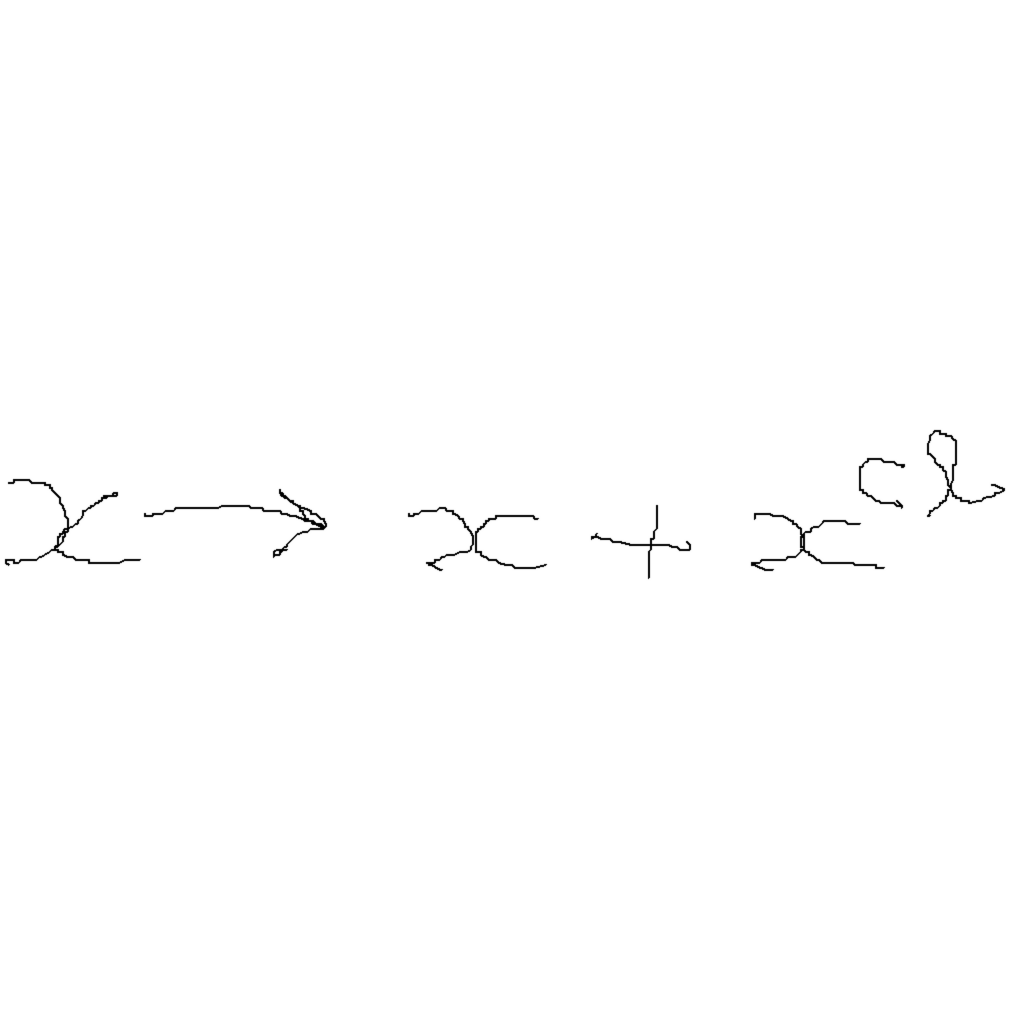 x → x + x^{cl}